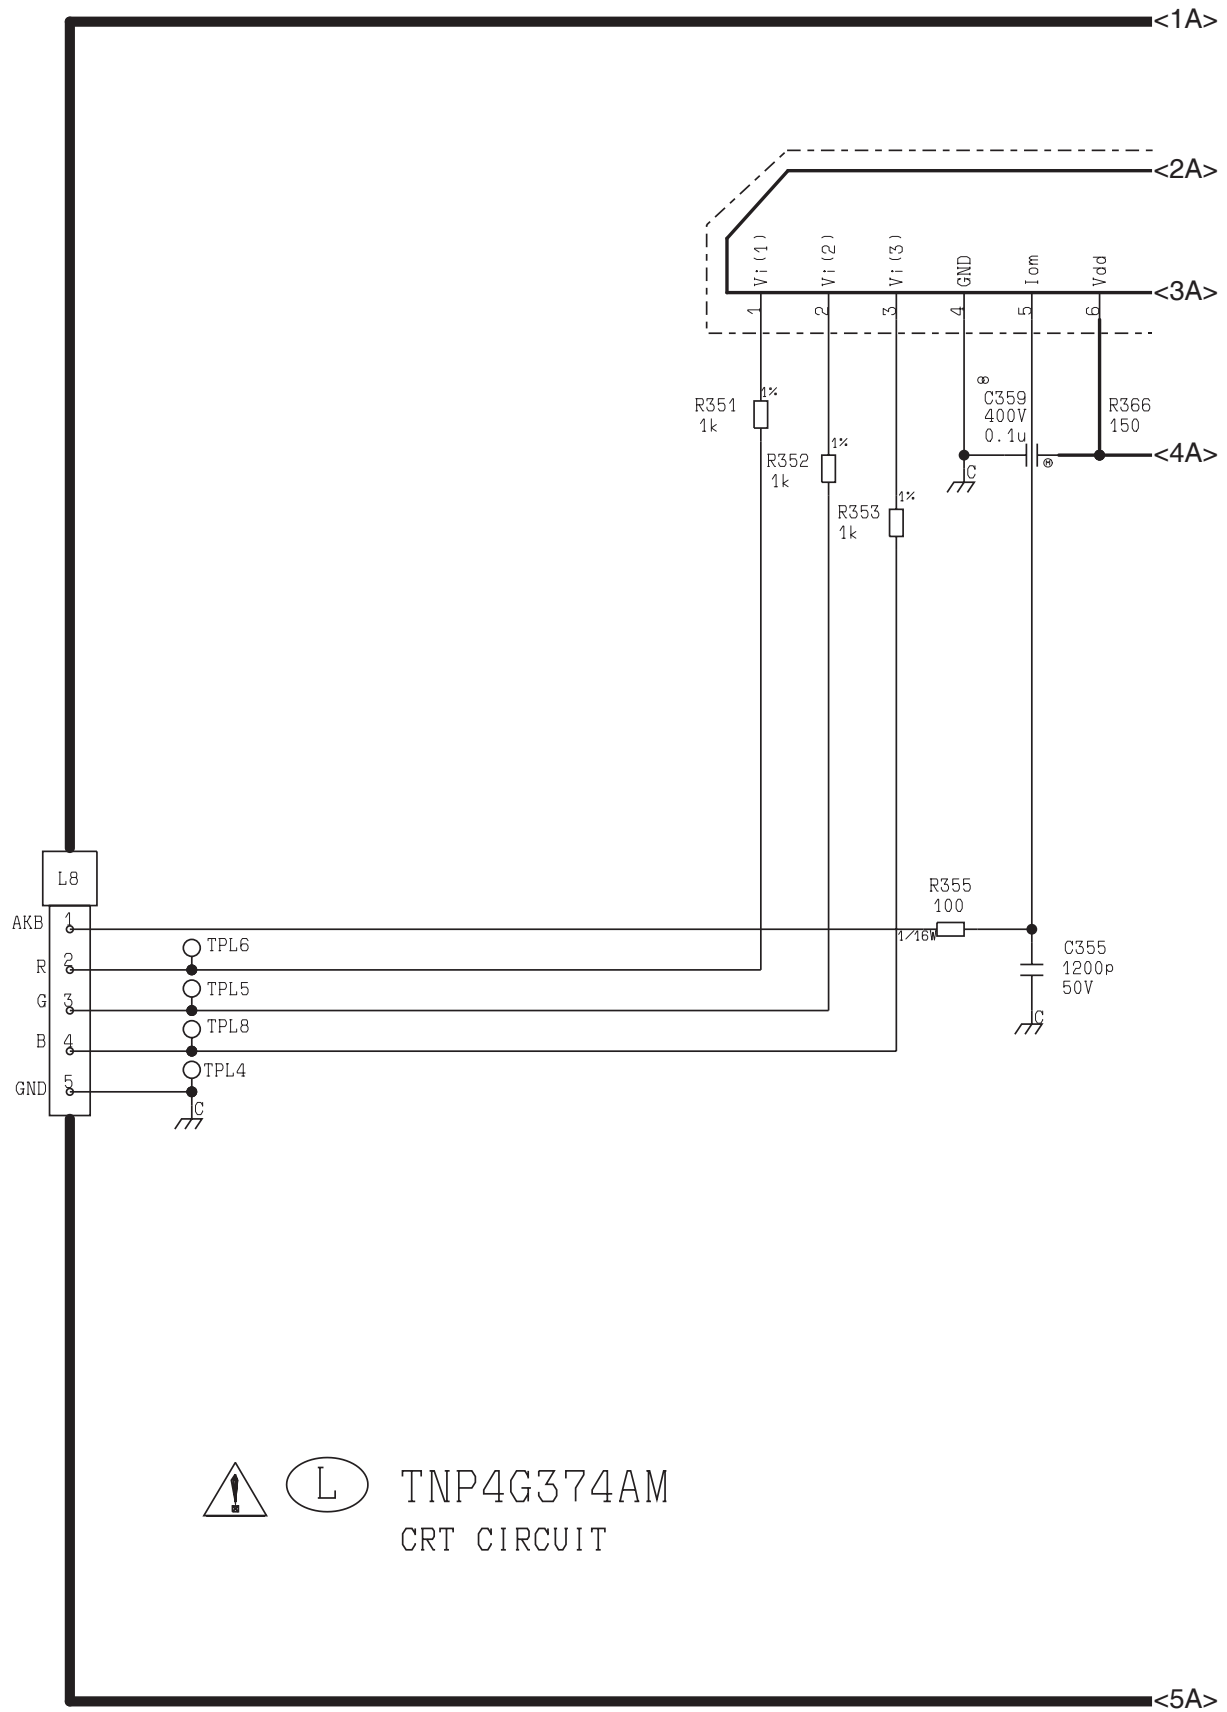 <1A>
<2A>
Vi(1)
Vi(2)
Vi(3)
GND
Iom
Vdd
<3A>
1
2
3
4
5
6
R351
1k
1%
R352
1k
1%
R353
1k
1%
C359
400V
0.1u
C
R366
150
<4A>
L8
AKB 1
R 2
G 3
B 4
GND 5
TPL6
TPL5
TPL8
TPL4
C
R355
100
1/16W
C355
1200p
50V
C
! L TNP4G374AM
CRT CIRCUIT
<5A>